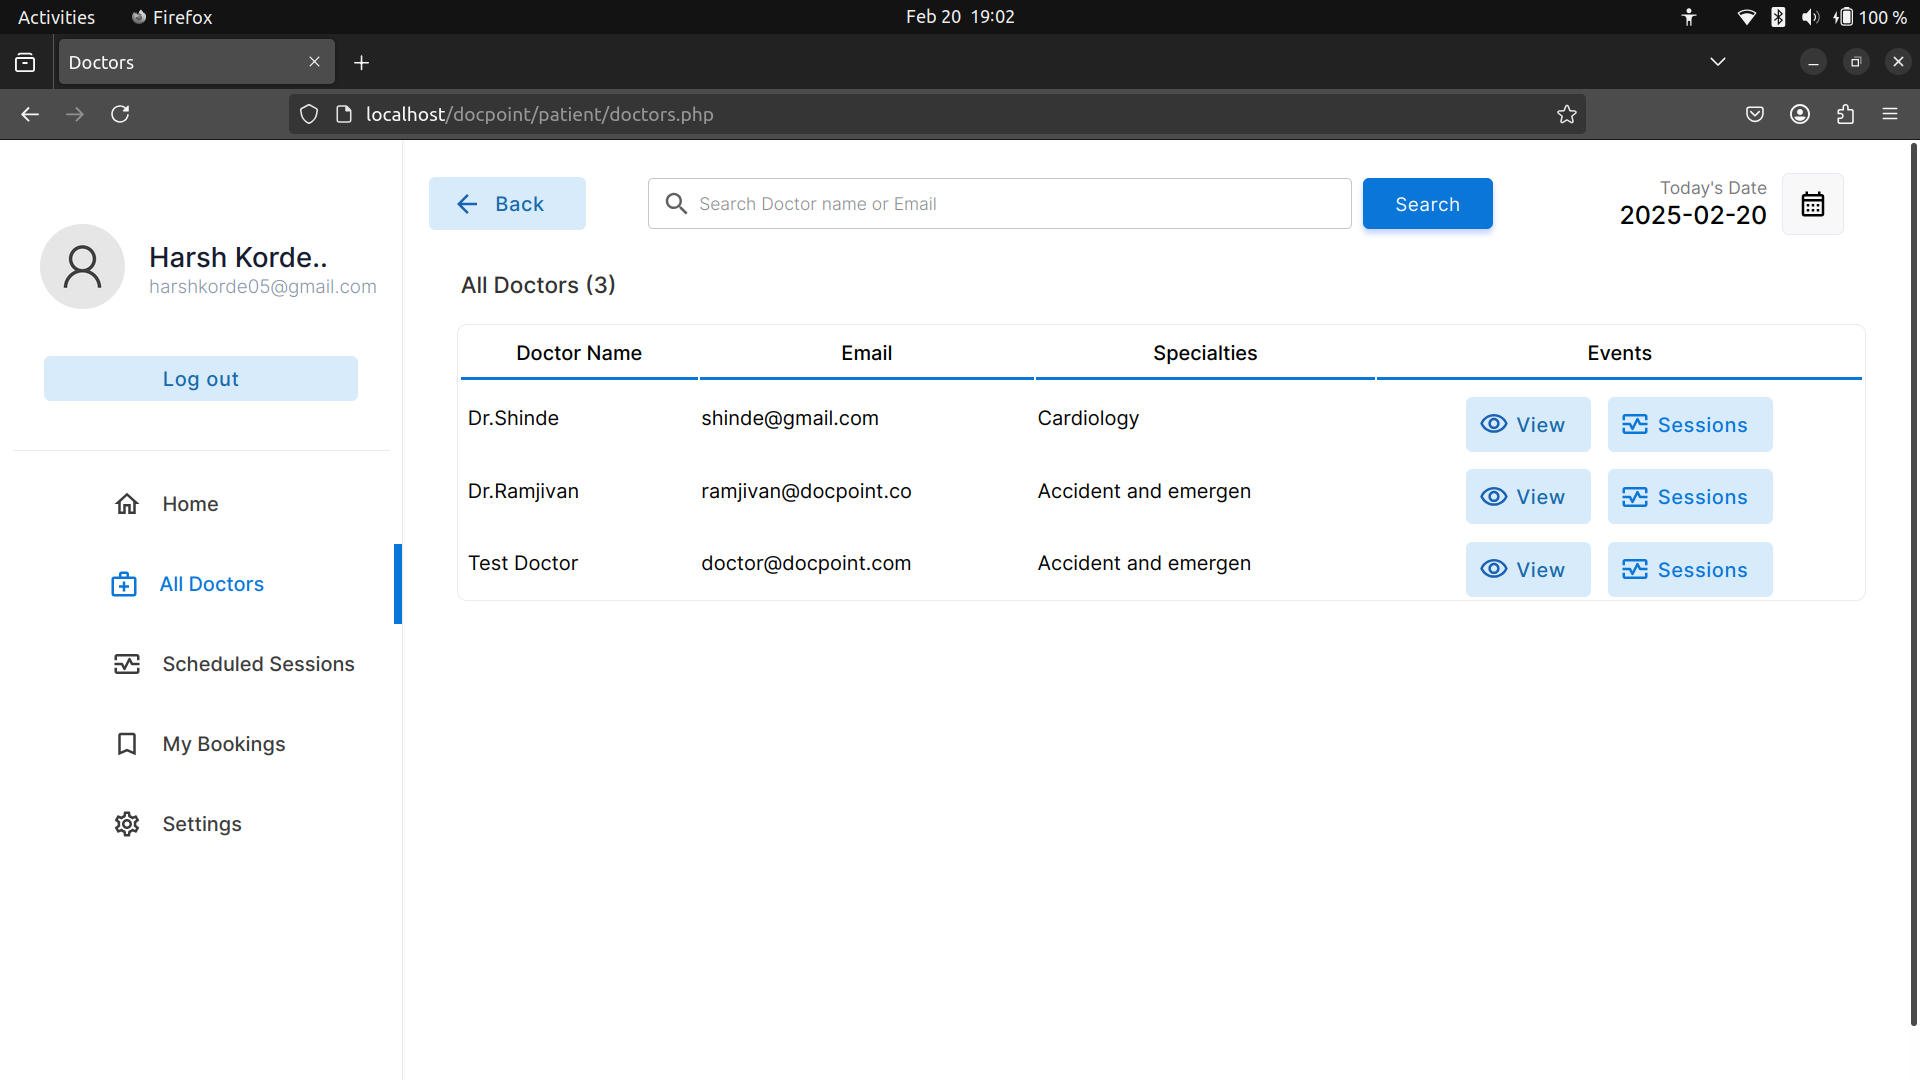 Activities Firefox Feb 20 19:02 100 %
Doctors
localhost/docpoint/patient/doctors.php
Back Search Doctor name or Email Search Today's Date
2025-02-20
Harsh Korde..
harshkorde05@gmail.com
Log out
Home
All Doctors
Scheduled Sessions
My Bookings
Settings
All Doctors (3)
Doctor Name Email Specialties Events
Dr.Shinde shinde@gmail.com Cardiology View Sessions
Dr.Ramjivan ramjivan@docpoint.co Accident and emergen View Sessions
Test Doctor doctor@docpoint.com Accident and emergen View Sessions